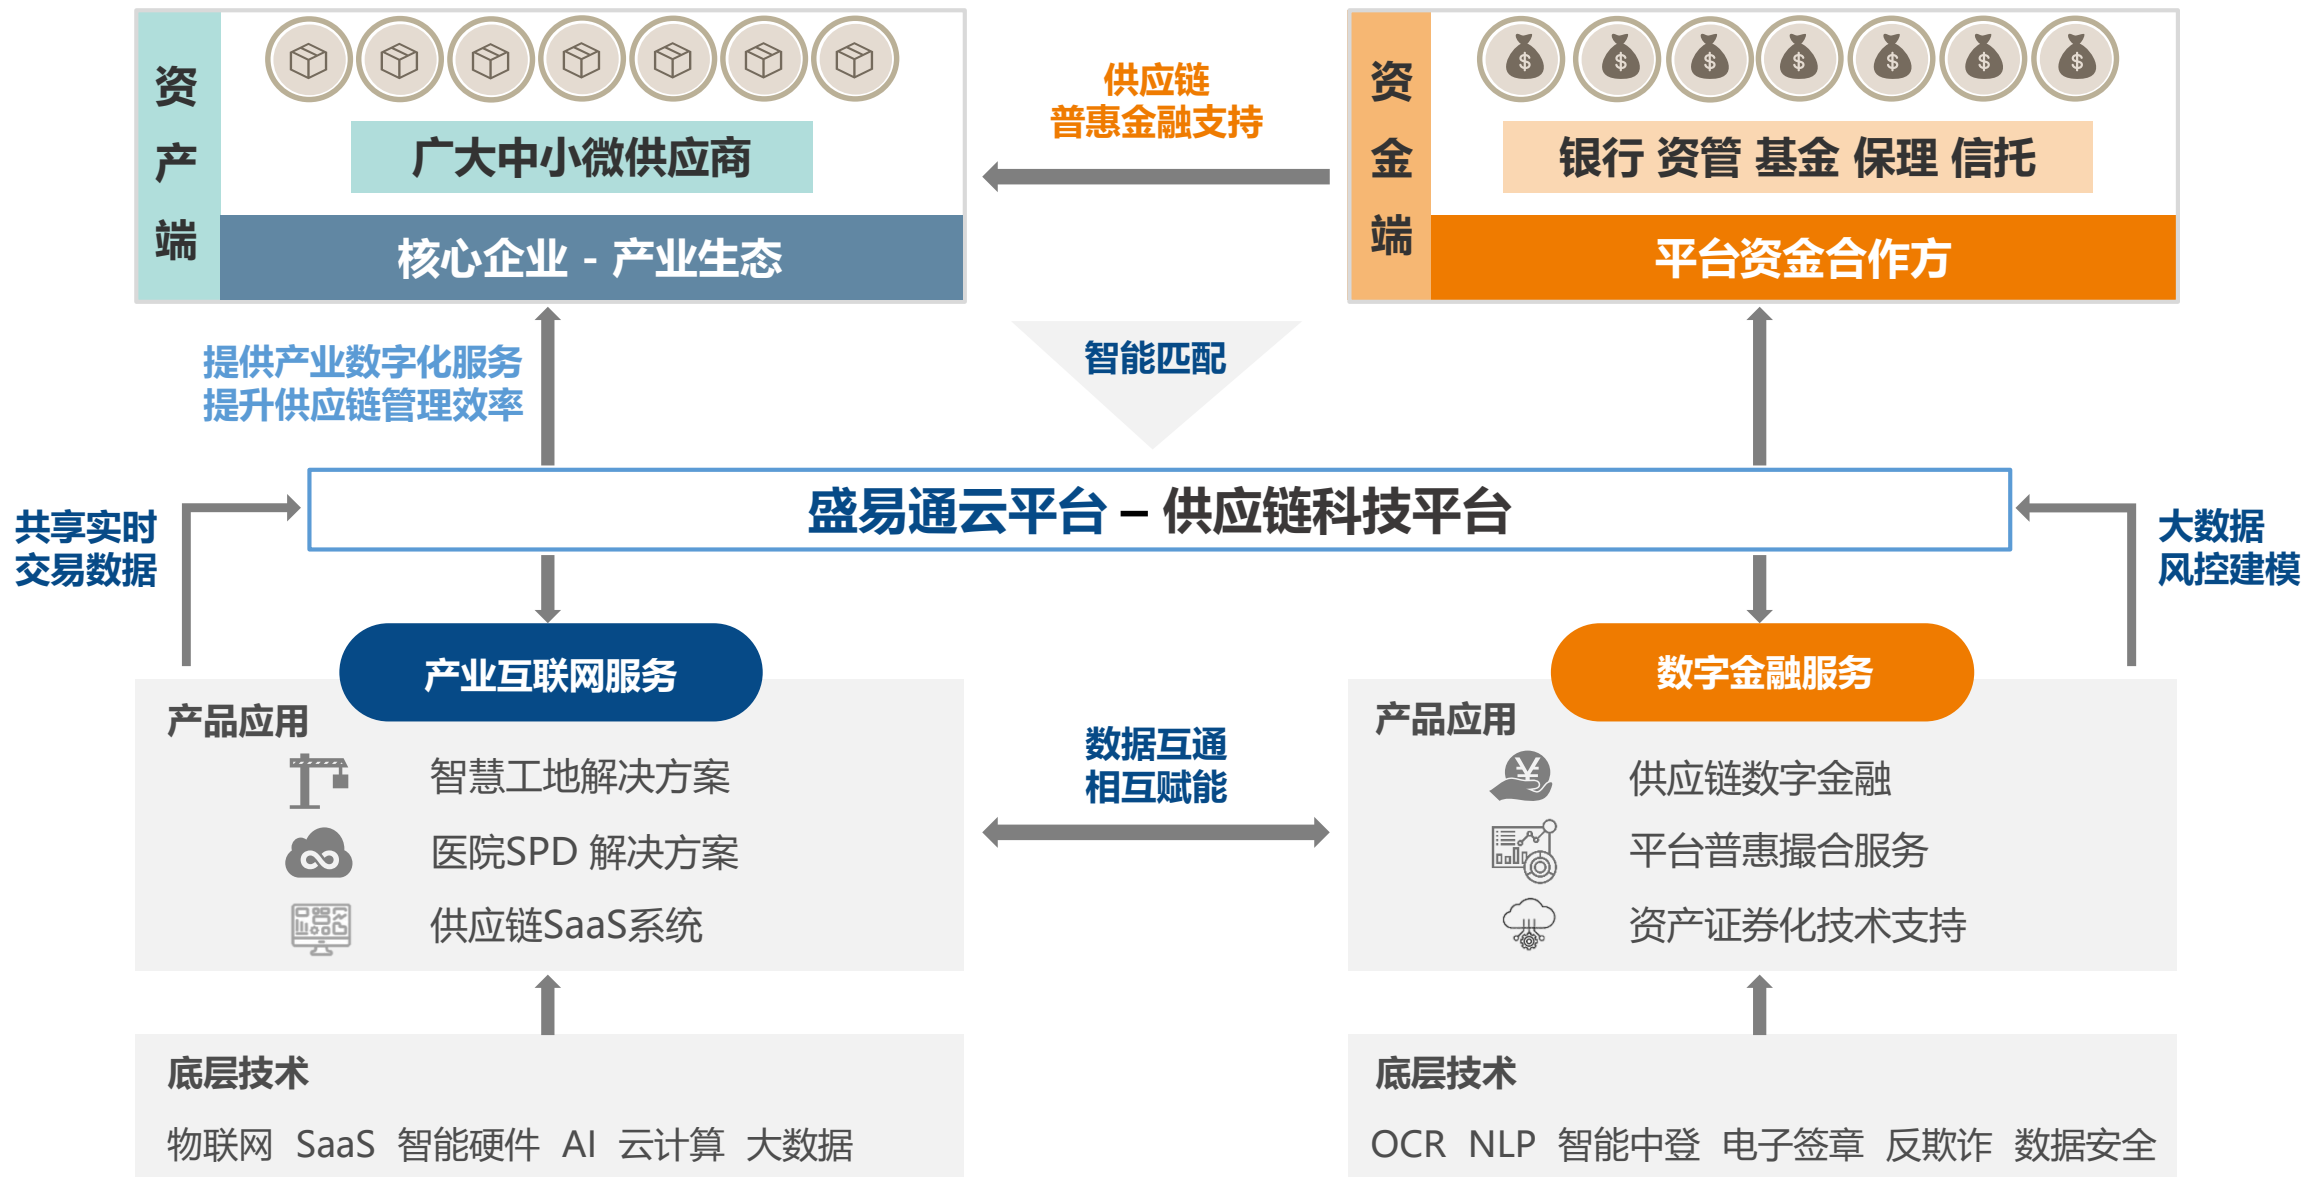 资产端
广大中小微供应商
核心企业 - 产业生态
供应链
普惠金融支持
资金端
银行 资管 基金 保理 信托
平台资金合作方
提供产业数字化服务
提升供应链管理效率
智能匹配
共享实时
交易数据
盛易通云平台 – 供应链科技平台
大数据
风控建模
产业互联网服务
产品应用
智慧工地解决方案
医院SPD 解决方案
供应链SaaS系统
数据互通
相互赋能
数字金融服务
产品应用
供应链数字金融
平台普惠撮合服务
资产证券化技术支持
底层技术
物联网 SaaS 智能硬件 AI 云计算 大数据
底层技术
OCR NLP 智能中登 电子签章 反欺诈 数据安全